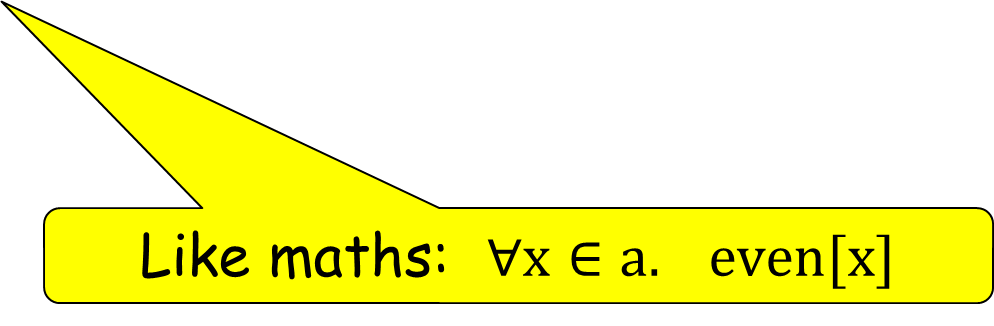 Like maths: ∀x ∈ a. even[x]